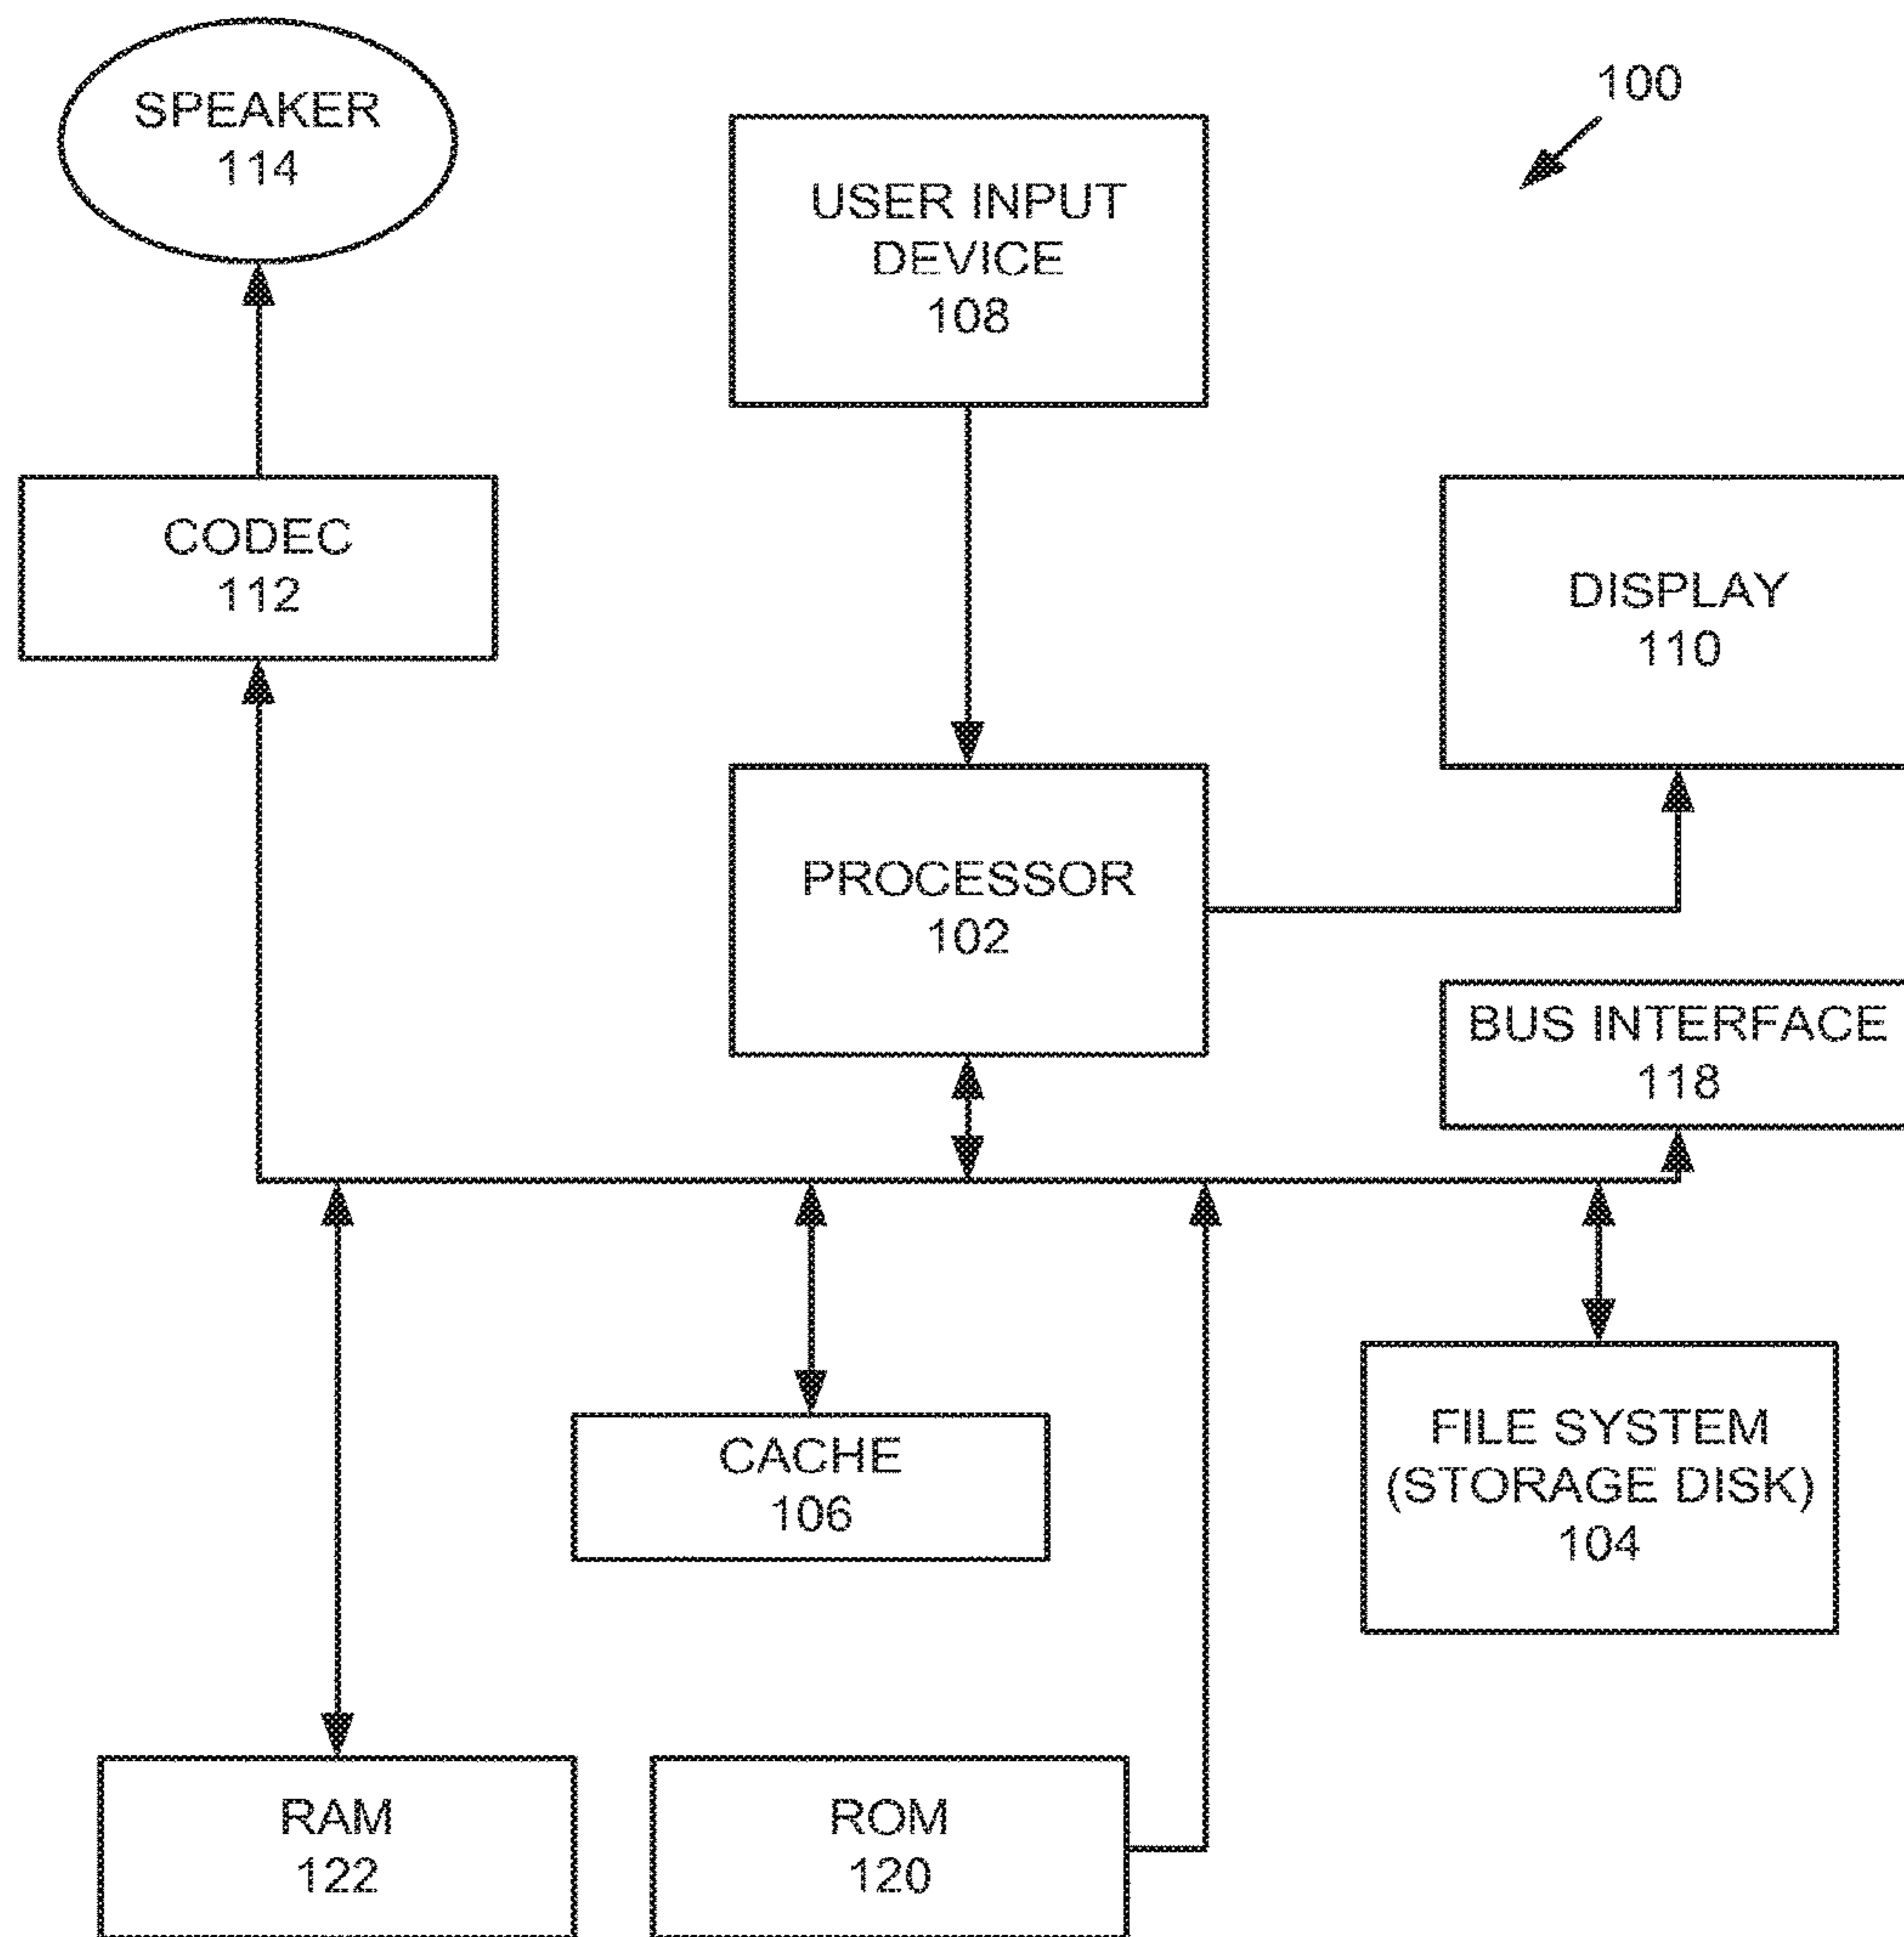 SPEAKER
114
100
USER INPUT
DEVICE
108
CODEC
112
DISPLAY
110
PROCESSOR
102
BUS INTERFACE
118
CACHE
106
FILE SYSTEM
(STORAGE DISK)
104
RAM
122
ROM
120